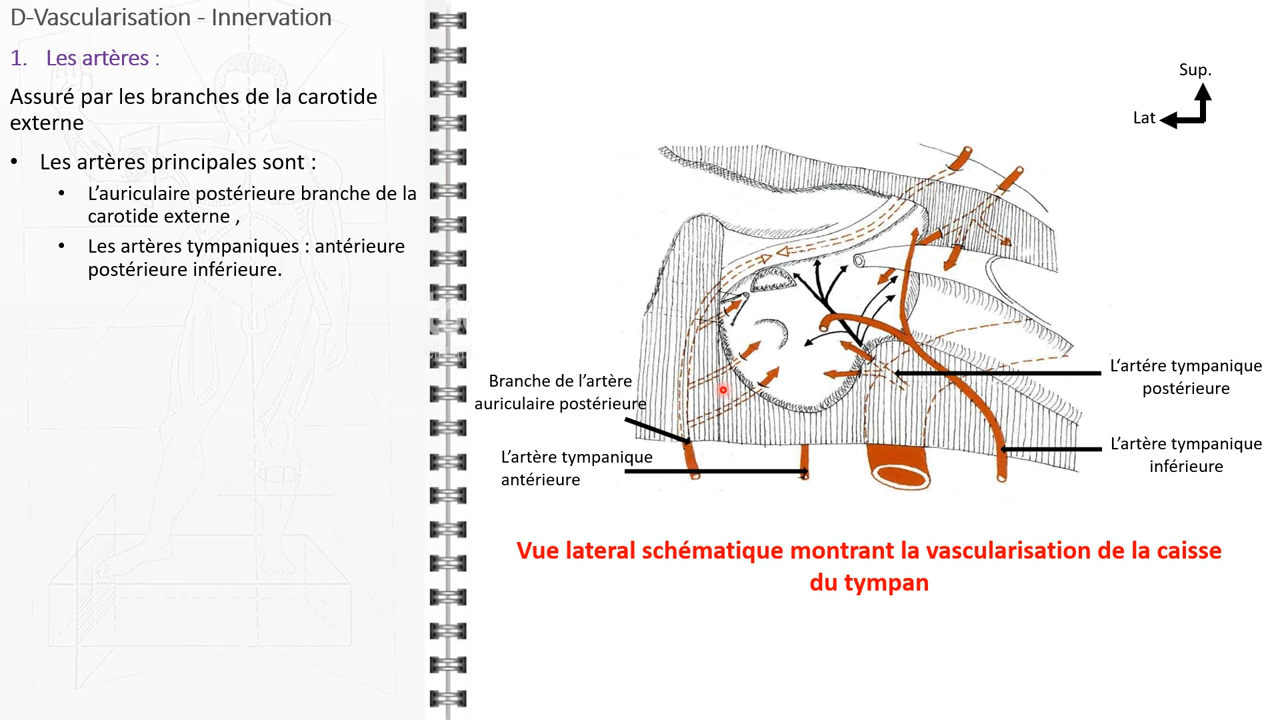 D-Vascularisation - Innervation
1. Les artères :
Assuré par les branches de la carotide
externe
• Les artères principales sont :
• L'auriculaire postérieure branche de la
carotide externe ,
• Les artères tympaniques : antérieure
postérieure inférieure.
Sup.
Lat
Branche de l'artère
auriculaire postérieure
L'artère tympanique
antérieure
L'artére tympanique
postérieure
L'artère tympanique
inférieure
Vue lateral schématique montrant la vascularisation de la caisse
du tympan